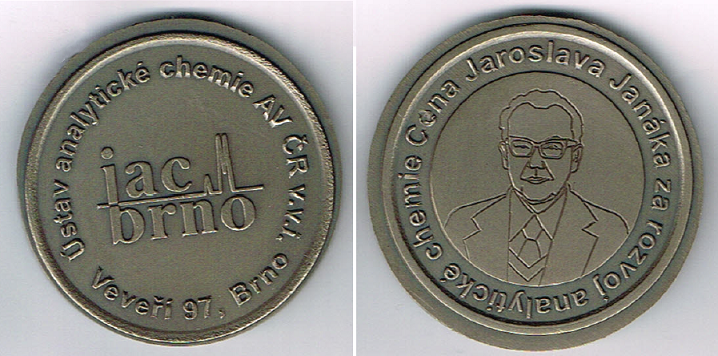 Ústav analytické chemie AV ČR v.v.i.
iac
brno
Veveří 97, Brno
Cena Jaroslava Janáka za rozvoj analytické chemie